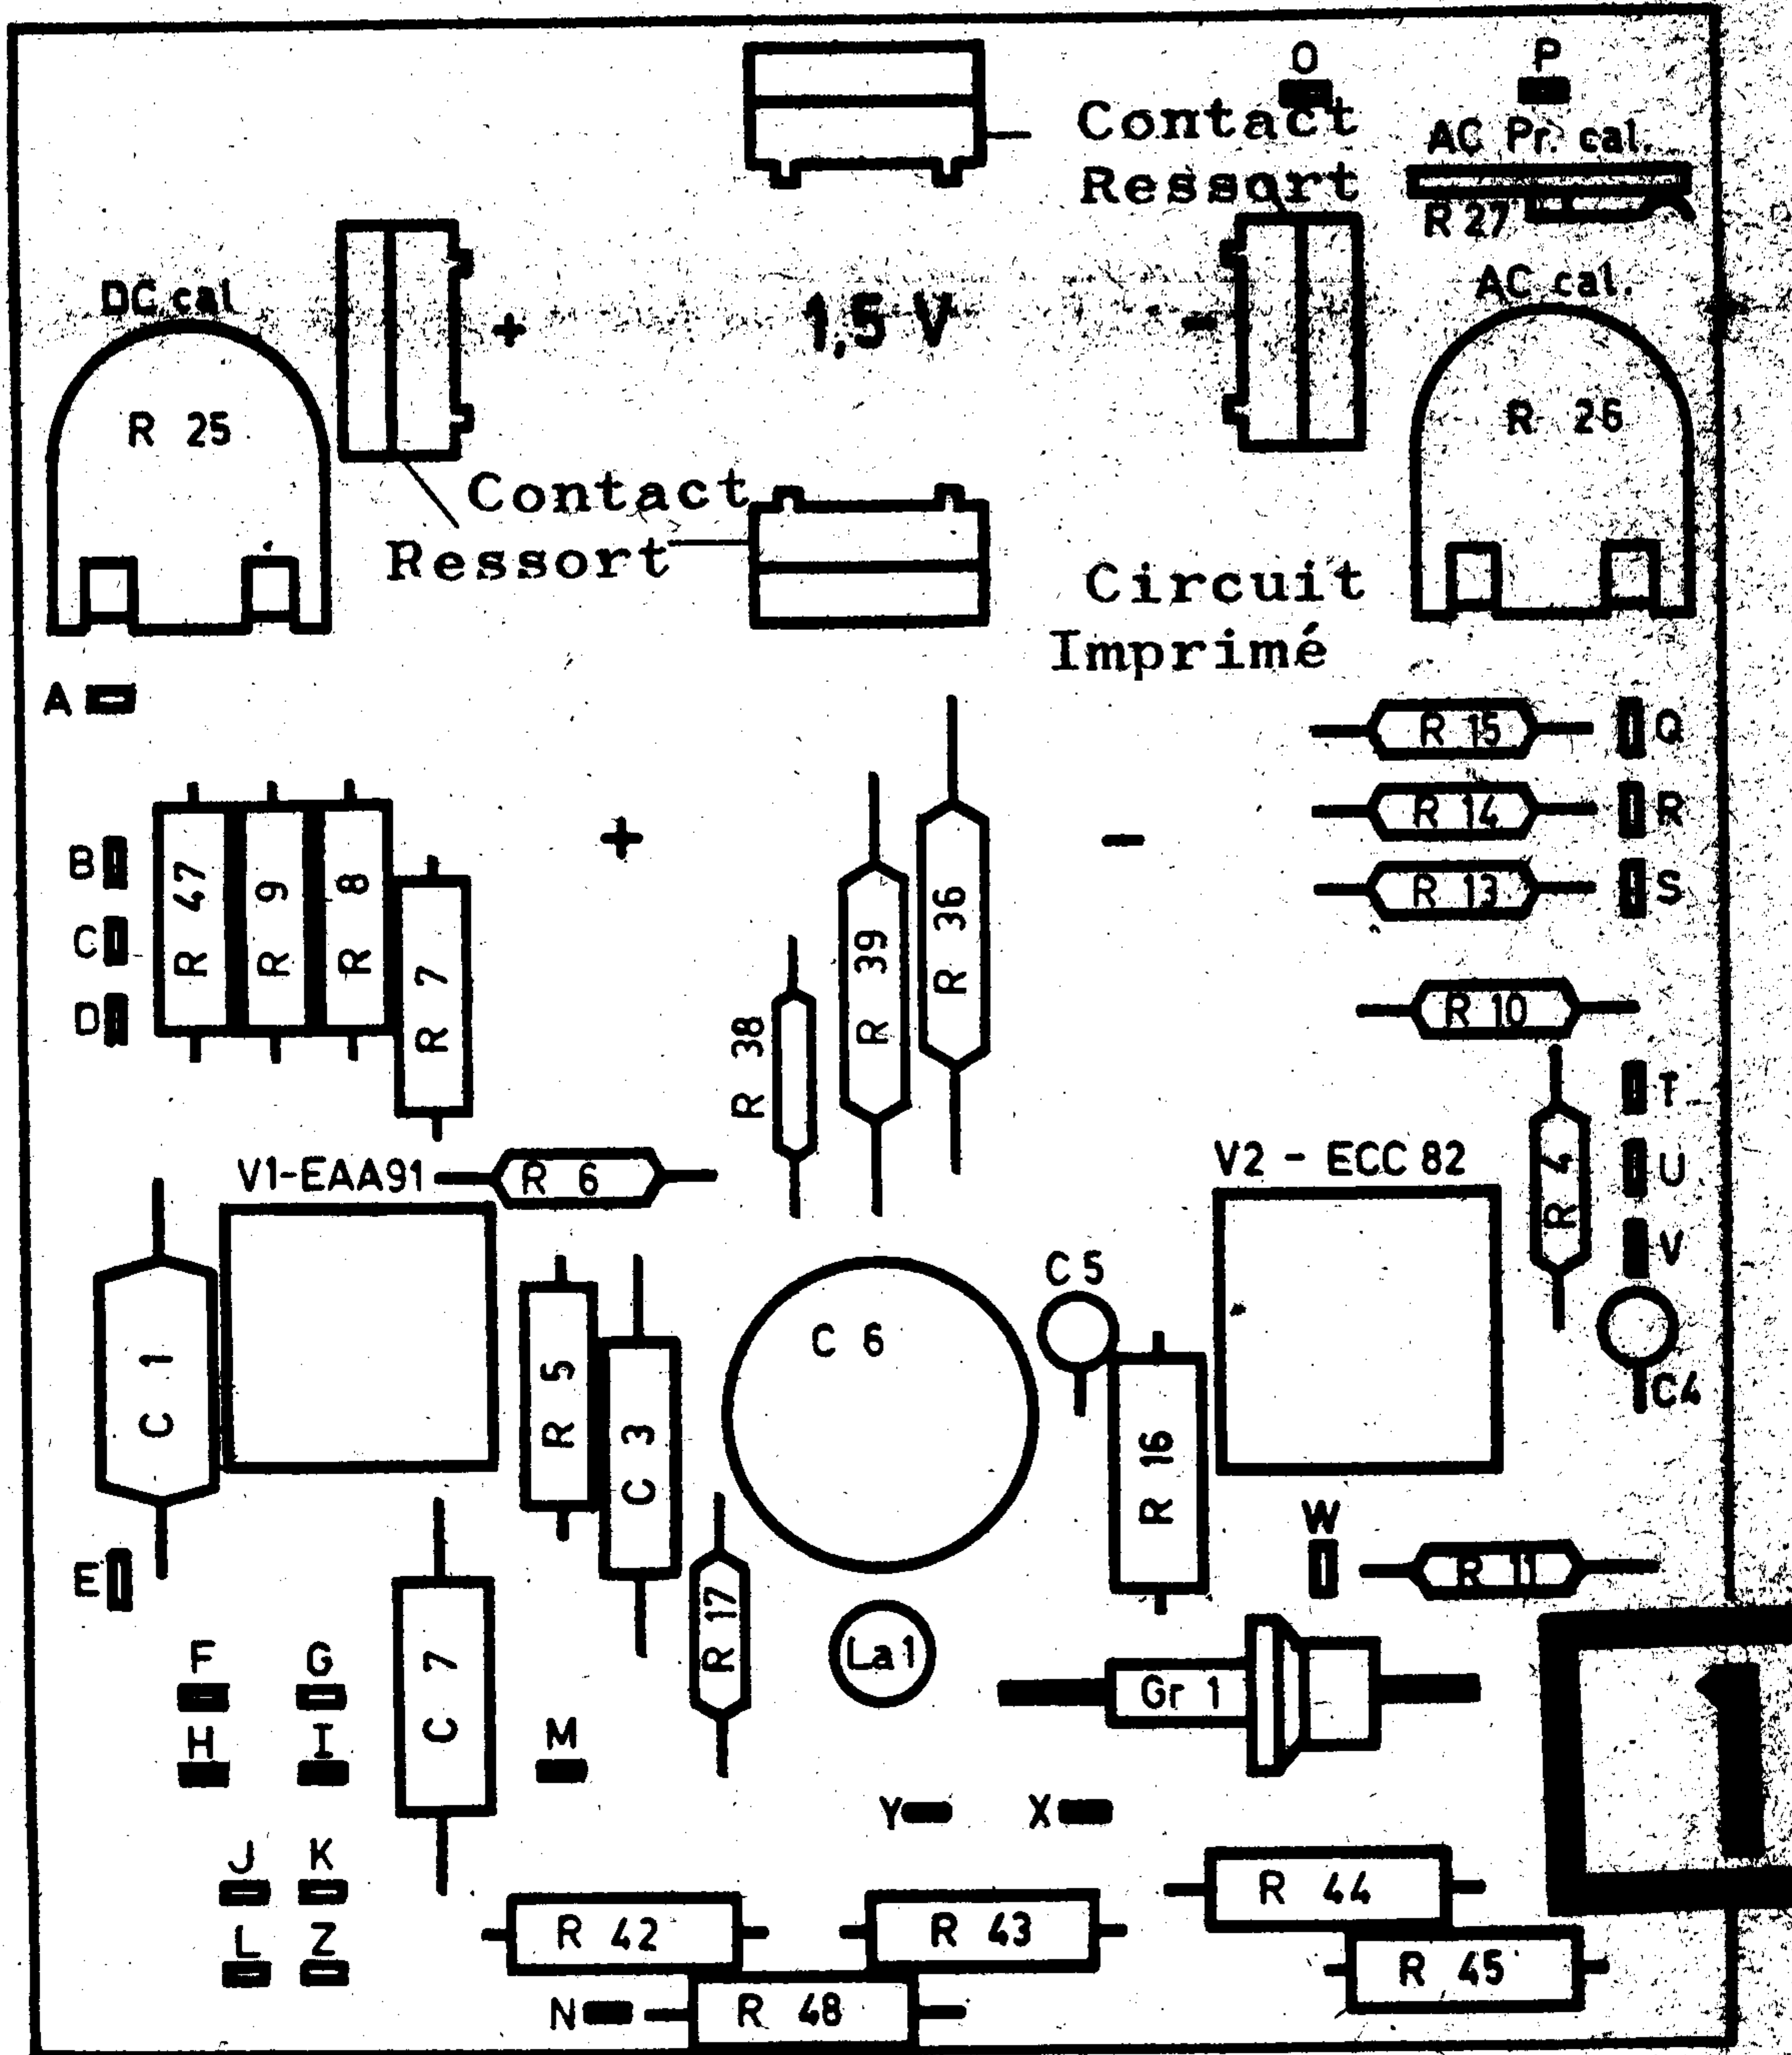 O
P
Contact
Ressort
AC Pr. cal.
R 27
DC cal
+
1,5 V
-
AC cal.
R 25
R 26
Contact
Ressort
Circuit
Imprimé
A
R 15
Q
R 14
R
R 13
S
B
C
D
R 47
R 9
R 8
R 7
+
-
R 38
R 39
R 36
R 10
T
U
V
R 4
V1-EAA91
R 6
V2 - ECC 82
C 1
R 5
C 3
C 6
C 5
R 16
C4
E
W
R 11
F
G
H
I
C 7
M
R 17
La1
Gr 1
1
Y
X
J
K
L
Z
R 42
R 43
R 44
R 45
N
R 48